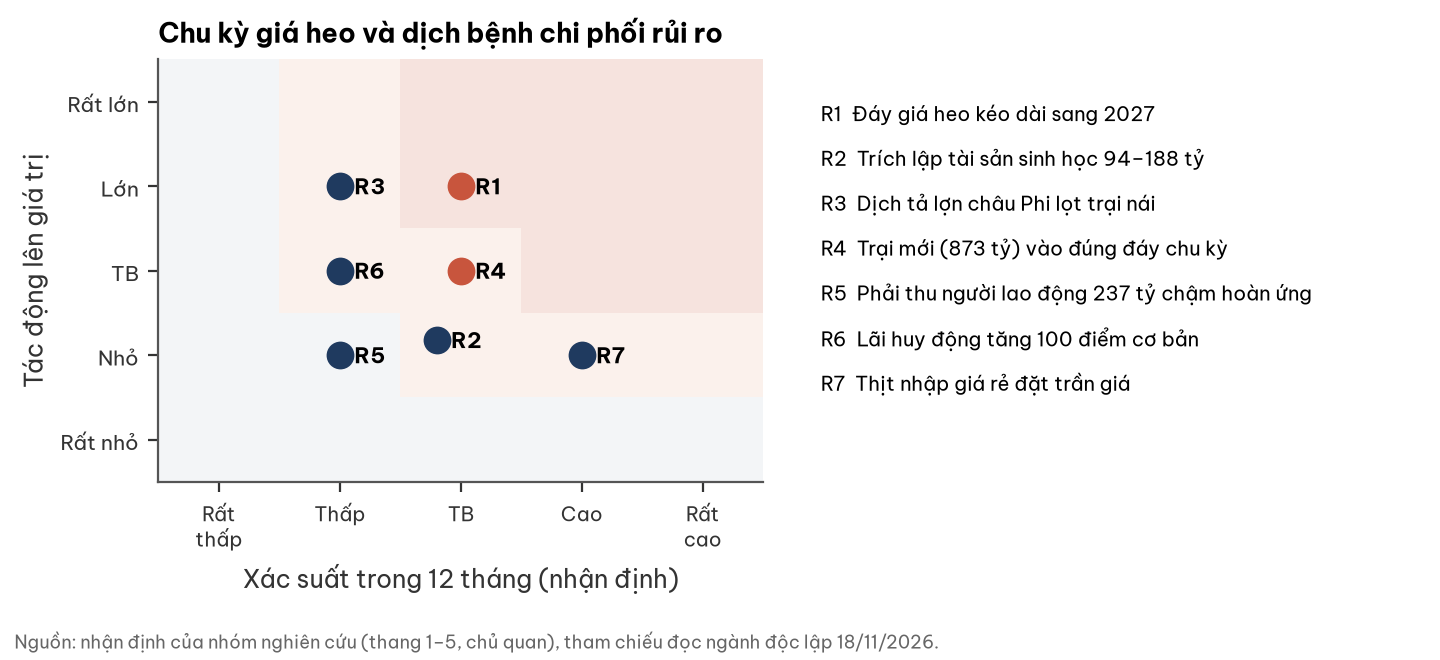 Chu kỳ giá heo và dịch bệnh chi phối rủi ro
Tác động lên giá trị
Rất lớn
Lớn
TB
Nhỏ
Rất nhỏ
R3
R1
R6
R4
R2
R5
R7
Rất thấp
Thấp
TB
Cao
Rất cao
Xác suất trong 12 tháng (nhận định)
R1 Đáy giá heo kéo dài sang 2027
R2 Trích lập tài sản sinh học 94–188 tỷ
R3 Dịch tả lợn châu Phi lọt trại nái
R4 Trại mới (873 tỷ) vào đúng đáy chu kỳ
R5 Phải thu người lao động 237 tỷ chậm hoàn ứng
R6 Lãi huy động tăng 100 điểm cơ bản
R7 Thịt nhập giá rẻ đặt trần giá
Nguồn: nhận định của nhóm nghiên cứu (thang 1–5, chủ quan), tham chiếu đọc ngành độc lập 18/11/2026.